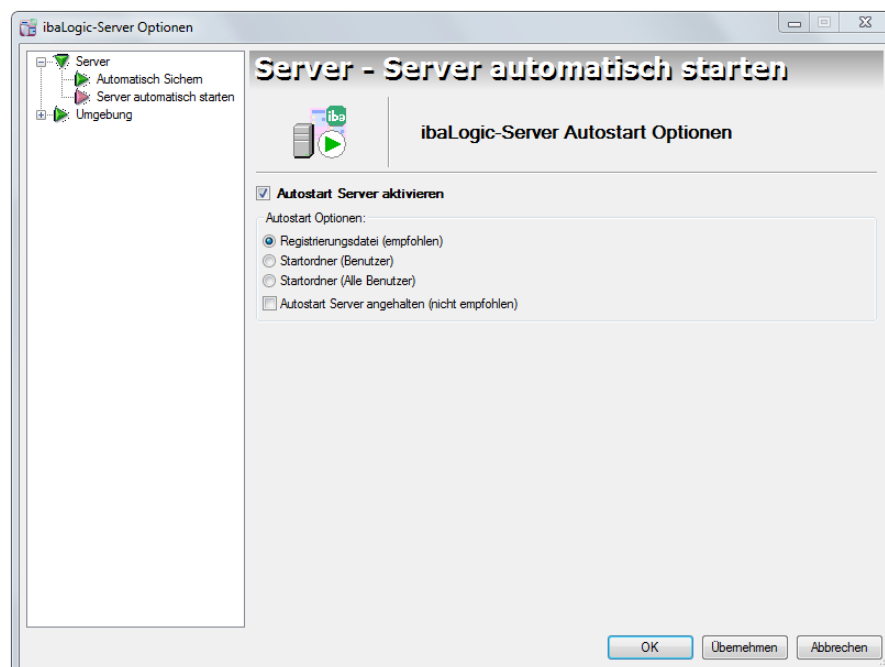 ibaLogic-Server Optionen
Server
Automatisch Sichern
Server automatisch starten
Umgebung
Server - Server automatisch starten
iba
ibaLogic-Server Autostart Optionen
Autostart Server aktivieren
Autostart Optionen:
Registrierungsdatei (empfohlen)
Startordner (Benutzer)
Startordner (Alle Benutzer)
Autostart Server angehalten (nicht empfohlen)
OK
Übernehmen
Abbrechen